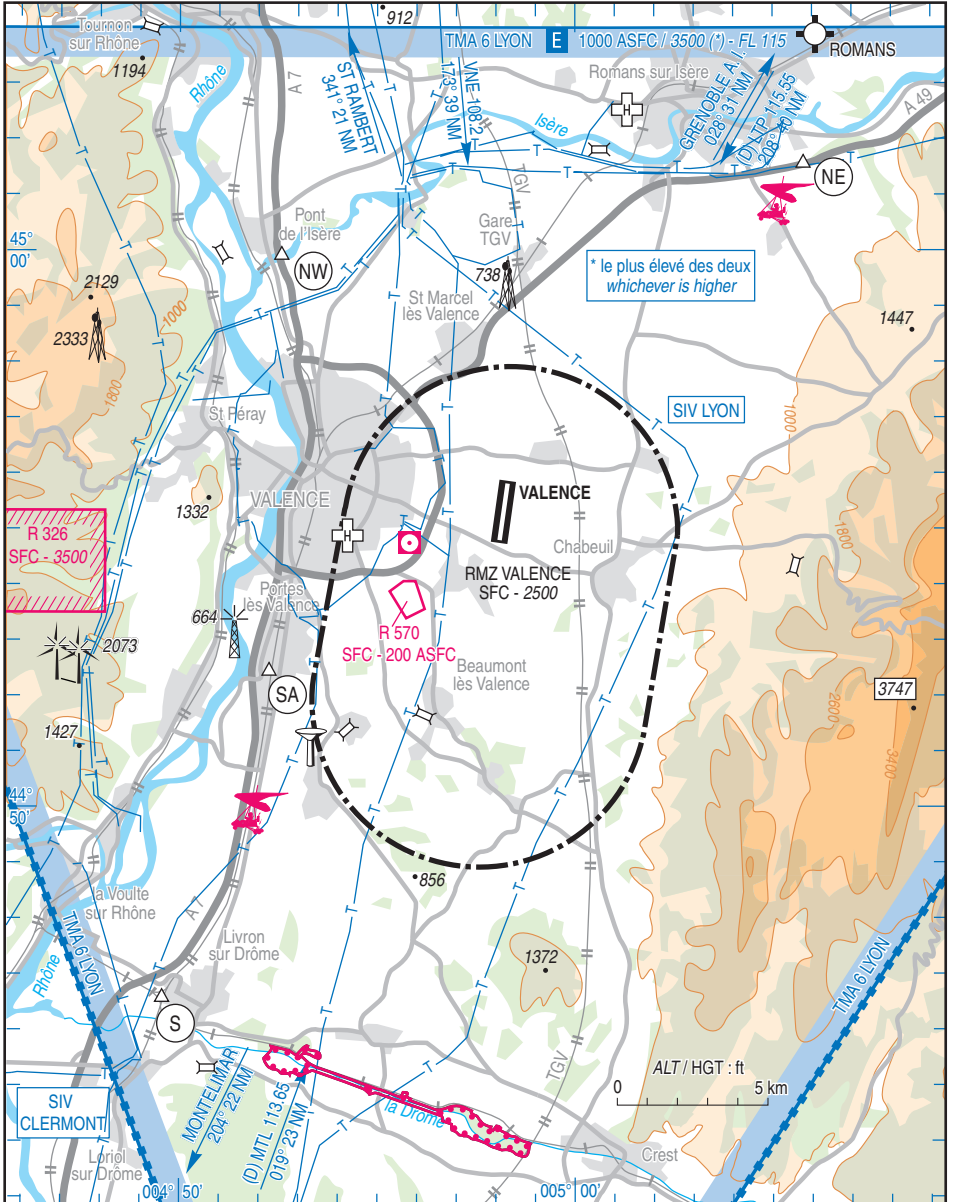 912
Tournon
sur Rhône
1194
TMA 6 LYON E 1000 ASFC / 3500 (*) - FL 115
ROMANS
Romans sur Isère
Rhône
A 7
ST RAMBERT
341° 21 NM
VNE 108.2
173° 39 NM
Isère
H
GRENOBLE A.I.
028° 31 NM
(D) LTP 115.55
208° 40 NM
A 49
NE
TGV
Pont
de l'Isère
NW
Gare
TGV
738
45°
00'
* le plus élevé des deux
whichever is higher
2129
2333
1000
1800
St Marcel
lès Valence
1447
St Péray
SIV LYON
1000
VALENCE
VALENCE
1332
H
Chabeuil
1800
R 326
SFC - 3500
RMZ VALENCE
SFC - 2500
Portes
lès Valence
664
R 570
SFC - 200 ASFC
2073
Beaumont
lès Valence
SA
3747
2600
3400
1427
44°
50'
856
la Voulte
sur Rhône
A 7
TMA 6 LYON
Livron
sur Drôme
1372
TMA 6 LYON
Rhône
S
MONTELIMAR
204° 22 NM
(D) MTL 113.65
019° 23 NM
TGV
ALT / HGT : ft
0 5 km
SIV
CLERMONT
la Drôme
Loriol
sur Drôme
Crest
004° 50'
005° 00'